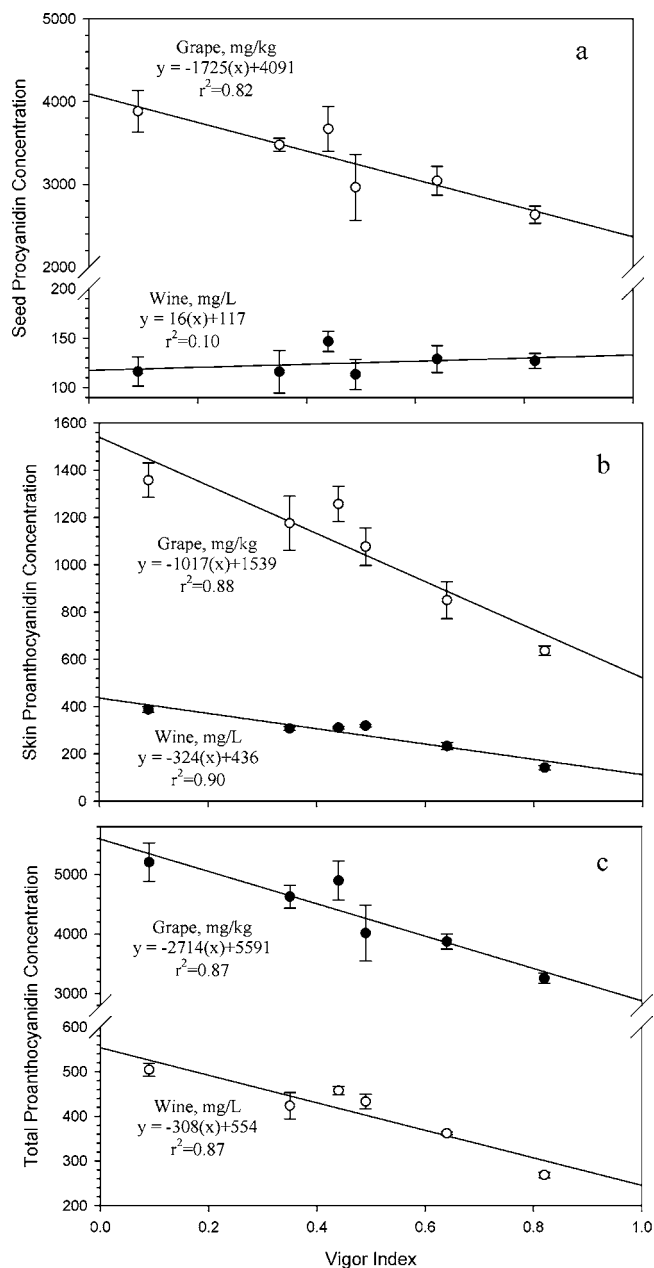 5000
4000
3000
2000
200
150
100
Seed Procyanidin Concentration
a
Grape, mg/kg
y = -1725(x)+4091
r²=0.82
Wine, mg/L
y = 16(x)+117
r²=0.10
1600
1400
1200
1000
800
600
400
200
0
Skin Proanthocyanidin Concentration
b
Grape, mg/kg
y = -1017(x)+1539
r²=0.88
Wine, mg/L
y = -324(x)+436
r²=0.90
5000
4000
3000
600
500
400
300
200
Total Proanthocyanidin Concentration
c
Grape, mg/kg
y = -2714(x)+5591
r²=0.87
Wine, mg/L
y = -308(x)+554
r²=0.87
0.0 0.2 0.4 0.6 0.8 1.0
Vigor Index